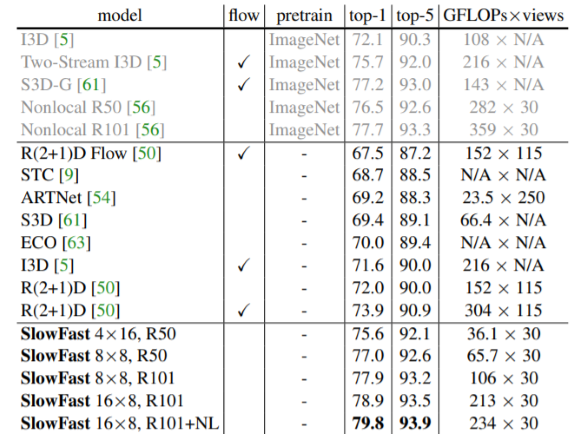 model flow pretrain top-1 top-5 GFLOPs×views
I3D [5] ImageNet 72.1 90.3 108 × N/A
Two-Stream I3D [5] ✓ ImageNet 75.7 92.0 216 × N/A
S3D-G [61] ✓ ImageNet 77.2 93.0 143 × N/A
Nonlocal R50 [56] ImageNet 76.5 92.6 282 × 30
Nonlocal R101 [56] ImageNet 77.7 93.3 359 × 30
R(2+1)D Flow [50] ✓ - 67.5 87.2 152 × 115
STC [9] - 68.7 88.5 N/A × N/A
ARTNet [54] - 69.2 88.3 23.5 × 250
S3D [61] - 69.4 89.1 66.4 × N/A
ECO [63] - 70.0 89.4 N/A × N/A
I3D [5] ✓ - 71.6 90.0 216 × N/A
R(2+1)D [50] - 72.0 90.0 152 × 115
R(2+1)D [50] ✓ - 73.9 90.9 304 × 115
SlowFast 4×16, R50 - 75.6 92.1 36.1 × 30
SlowFast 8×8, R50 - 77.0 92.6 65.7 × 30
SlowFast 8×8, R101 - 77.9 93.2 106 × 30
SlowFast 16×8, R101 - 78.9 93.5 213 × 30
SlowFast 16×8, R101+NL - 79.8 93.9 234 × 30